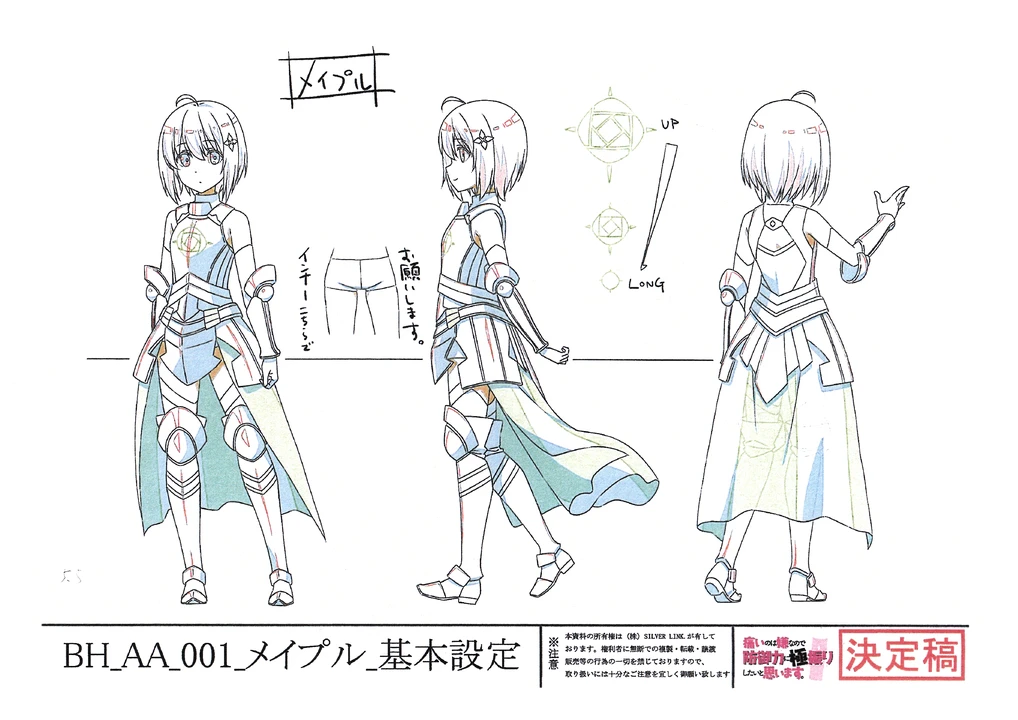 メイプル
UP
LONG
インナーこちらで
お願いします。
BH_AA_001_メイプル_基本設定
※注意
本資料の所有権は（株）SILVER LINK.が有して
おります。権利者に無断での複製・転載・譲渡
販売等の行為の一切を禁じておりますので、
取り扱いには十分なご注意を宜しく御願い致します
痛いのは嫌なので
防御力に極振り
したいと思います。
決定稿